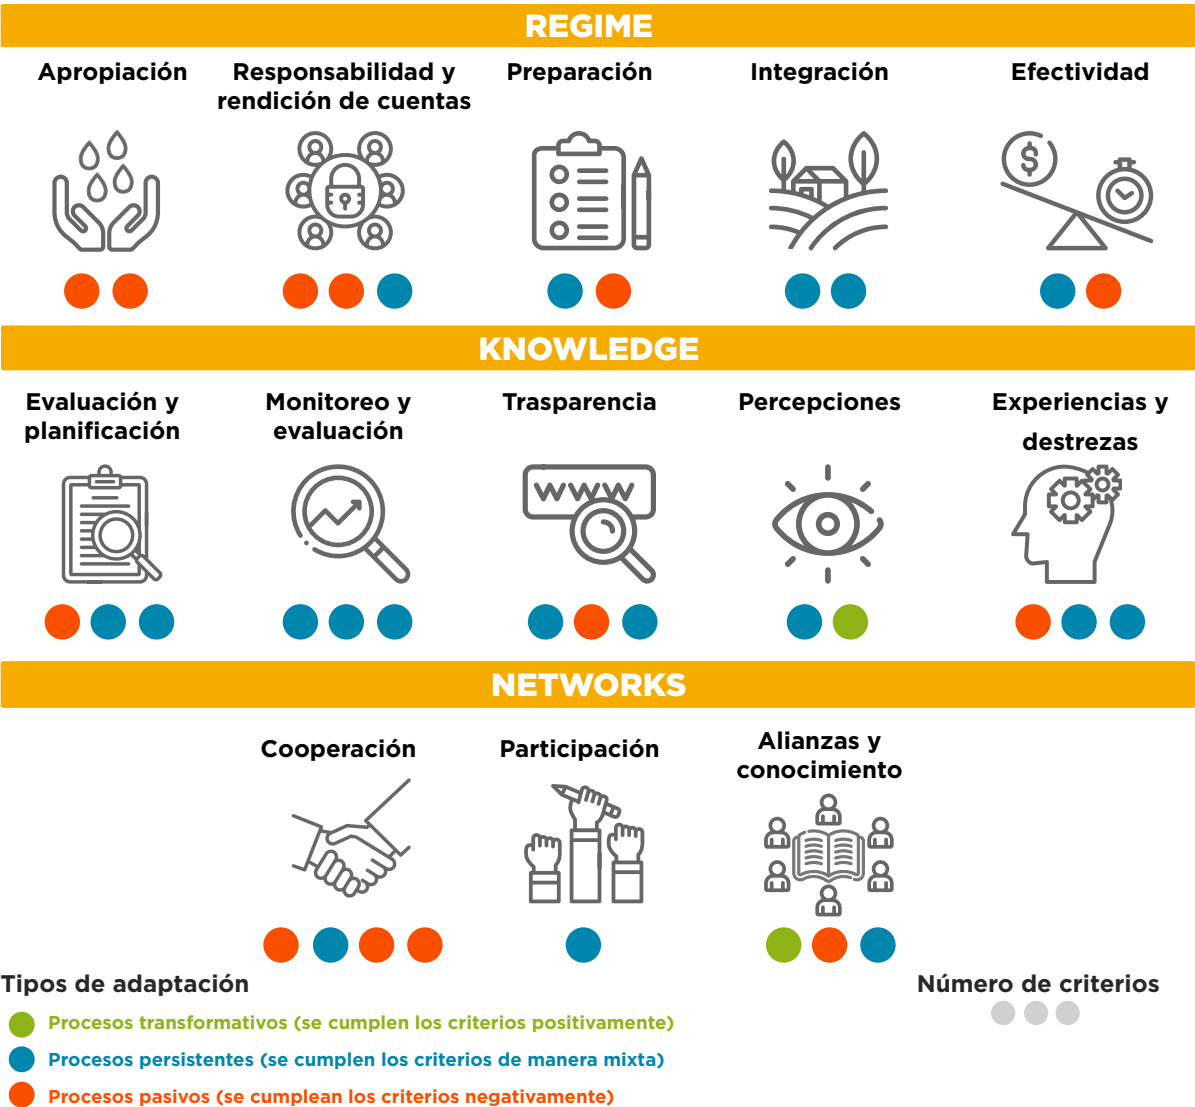 REGIME
Apropiación
Responsabilidad y
rendición de cuentas
Preparación
Integración
Efectividad
$
KNOWLEDGE
Evaluación y
planificación
Monitoreo y
evaluación
Trasparencia
Percepciones
Experiencias y
destrezas
WWW
NETWORKS
Cooperación
Participación
Alianzas y
conocimiento
Tipos de adaptación
Número de criterios
Procesos transformativos (se cumplen los criterios positivamente)
Procesos persistentes (se cumplen los criterios de manera mixta)
Procesos pasivos (se cumplean los criterios negativamente)